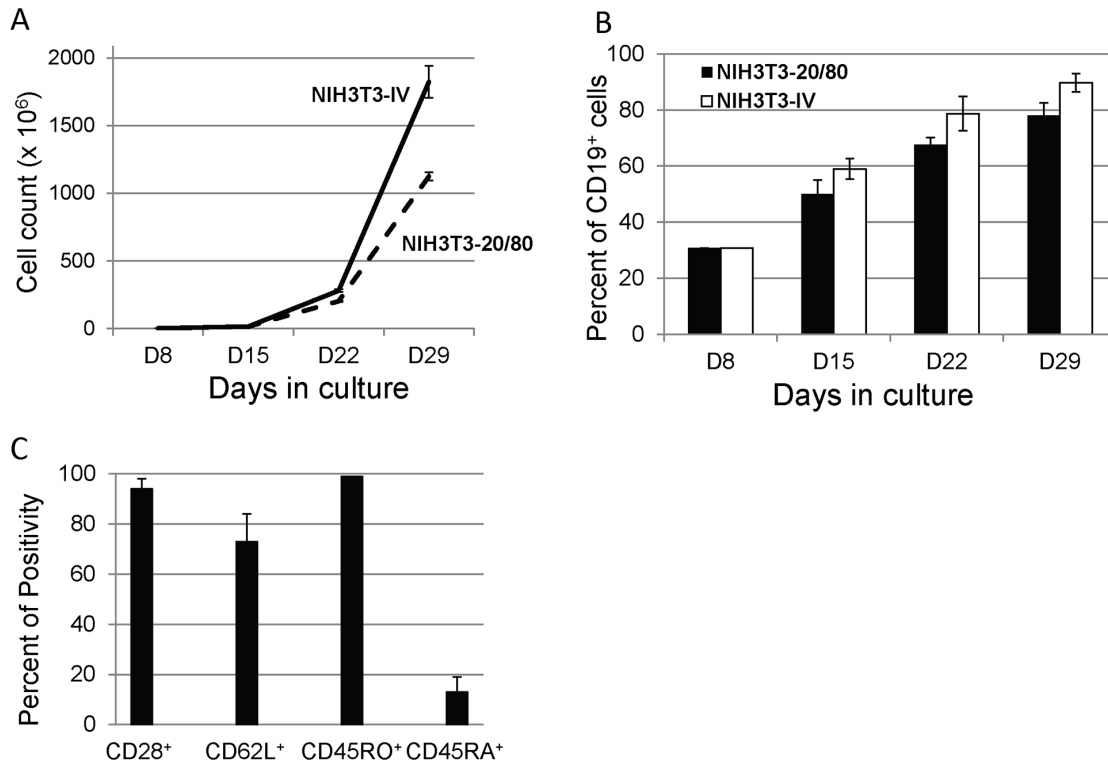 A
Cell count (x 10⁶)
2000
1500
1000
500
0
NIH3T3-IV
NIH3T3-20/80
D8 D15 D22 D29
Days in culture
B
Percent of CD19⁺ cells
100
80
60
40
20
0
NIH3T3-20/80
NIH3T3-IV
D8 D15 D22 D29
Days in culture
C
Percent of Positivity
100
80
60
40
20
0
CD28⁺ CD62L⁺ CD45RO⁺ CD45RA⁺